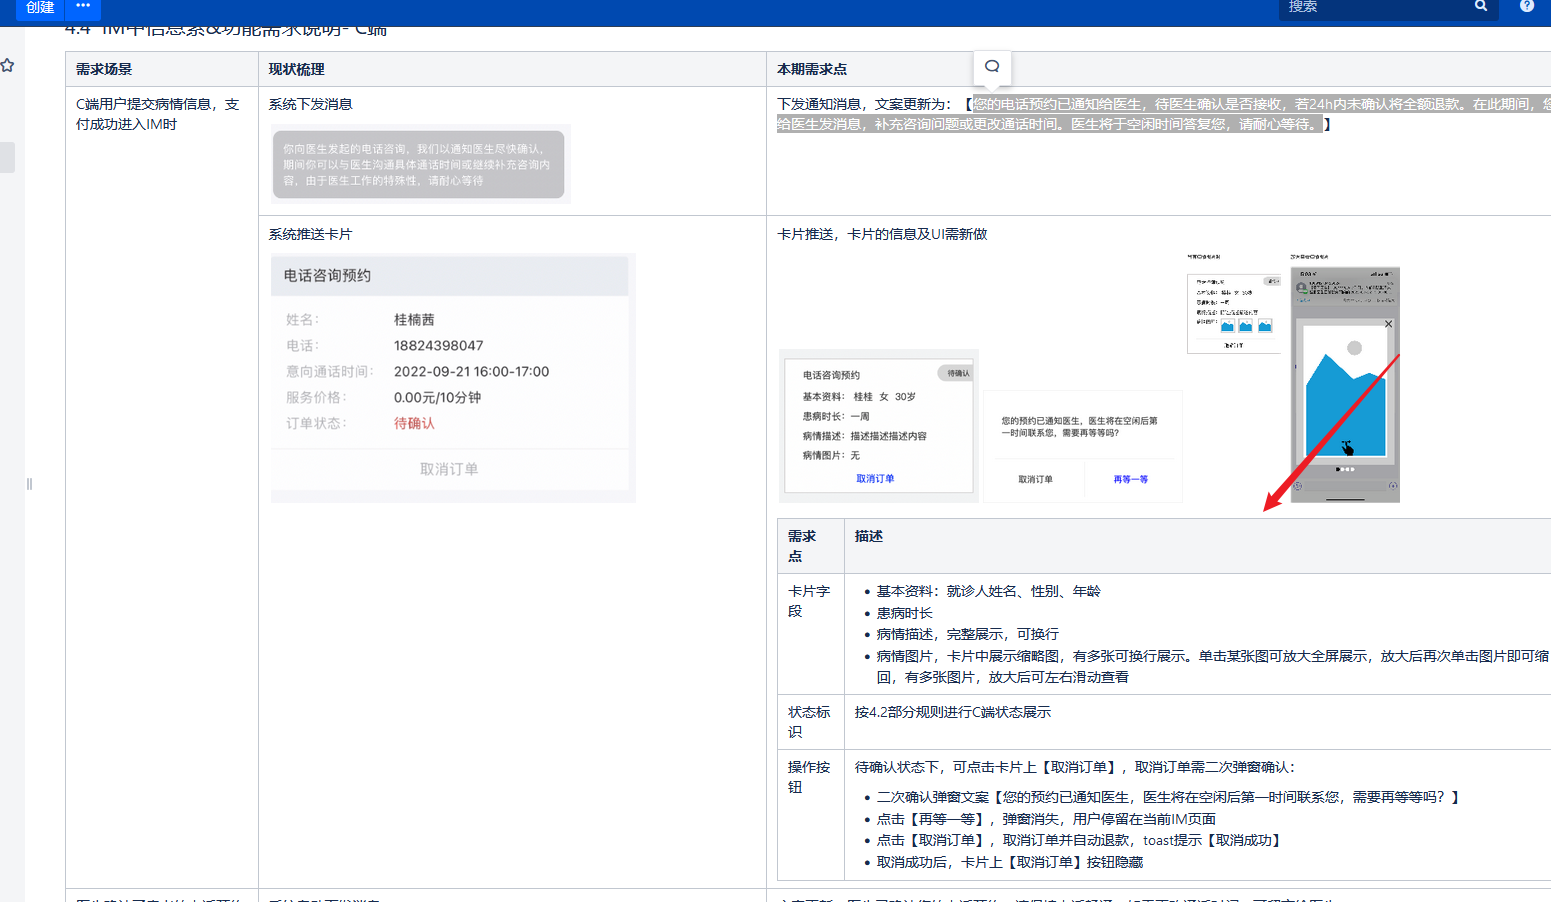 创建
···
搜索
4.4 IM中信息素&功能需求说明- C端
需求场景
现状梳理
本期需求点
C端用户提交病情信息，支
付成功进入IM时
系统下发消息
你向医生发起的电话咨询，我们以通知医生尽快确认，
期间你可以与医生沟通具体通话时间或继续补充咨询内
容，由于医生工作的特殊性，请耐心等待
下发通知消息，文案更新为：【您的电话预约已通知给医生，待医生确认是否接收，若24h内未确认将全额退款。在此期间，您
给医生发消息，补充咨询问题或更改通话时间。医生将于空闲时间答复您，请耐心等待。】
系统推送卡片
电话咨询预约
姓名： 桂楠茜
电话： 18824398047
意向通话时间： 2022-09-21 16:00-17:00
服务价格： 0.00元/10分钟
订单状态： 待确认
取消订单
卡片推送，卡片的信息及UI需新做
电话咨询预约 待确认
基本资料： 桂桂 女 30岁
患病时长：一周
病情描述：描述描述描述内容
病情图片：无
取消订单
您的预约已通知医生，医生将在空闲后第
一时间联系您，需要再等等吗？
取消订单 再等一等
需求
点
描述
卡片字
段
基本资料：就诊人姓名、性别、年龄
患病时长
病情描述，完整展示，可换行
病情图片，卡片中展示缩略图，有多张可换行展示。单击某张图可放大全屏展示，放大后再次单击图片即可缩
回，有多张图片，放大后可左右滑动查看
状态标
识
按4.2部分规则进行C端状态展示
操作按
钮
待确认状态下，可点击卡片上【取消订单】，取消订单需二次弹窗确认：
二次确认弹窗文案【您的预约已通知医生，医生将在空闲后第一时间联系您，需要再等等吗？】
点击【再等一等】，弹窗消失，用户停留在当前IM页面
点击【取消订单】，取消订单并自动退款，toast提示【取消成功】
取消成功后，卡片上【取消订单】按钮隐藏